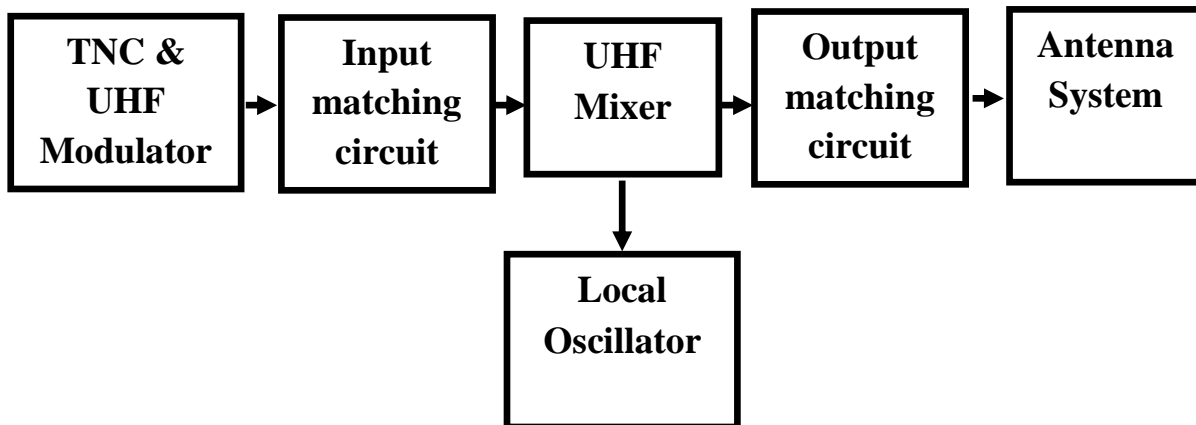 TNC &
UHF
Modulator
Input
matching
circuit
UHF
Mixer
Output
matching
circuit
Antenna
System
Local
Oscillator